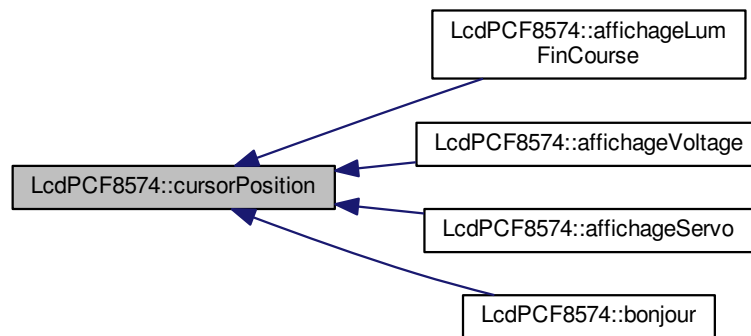 LcdPCF8574::affichageLum
FinCourse
LcdPCF8574::affichageVoltage
LcdPCF8574::cursorPosition
LcdPCF8574::affichageServo
LcdPCF8574::bonjour